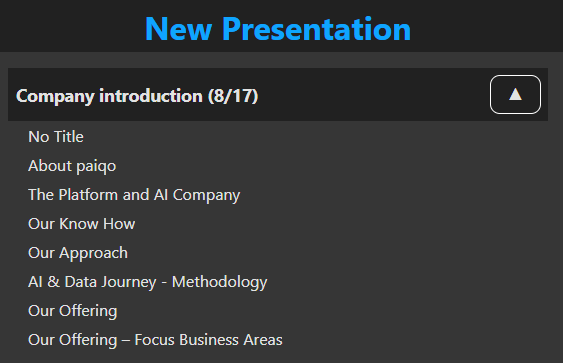 New Presentation
Company introduction (8/17)
No Title
About paiqo
The Platform and AI Company
Our Know How
Our Approach
AI & Data Journey - Methodology
Our Offering
Our Offering – Focus Business Areas